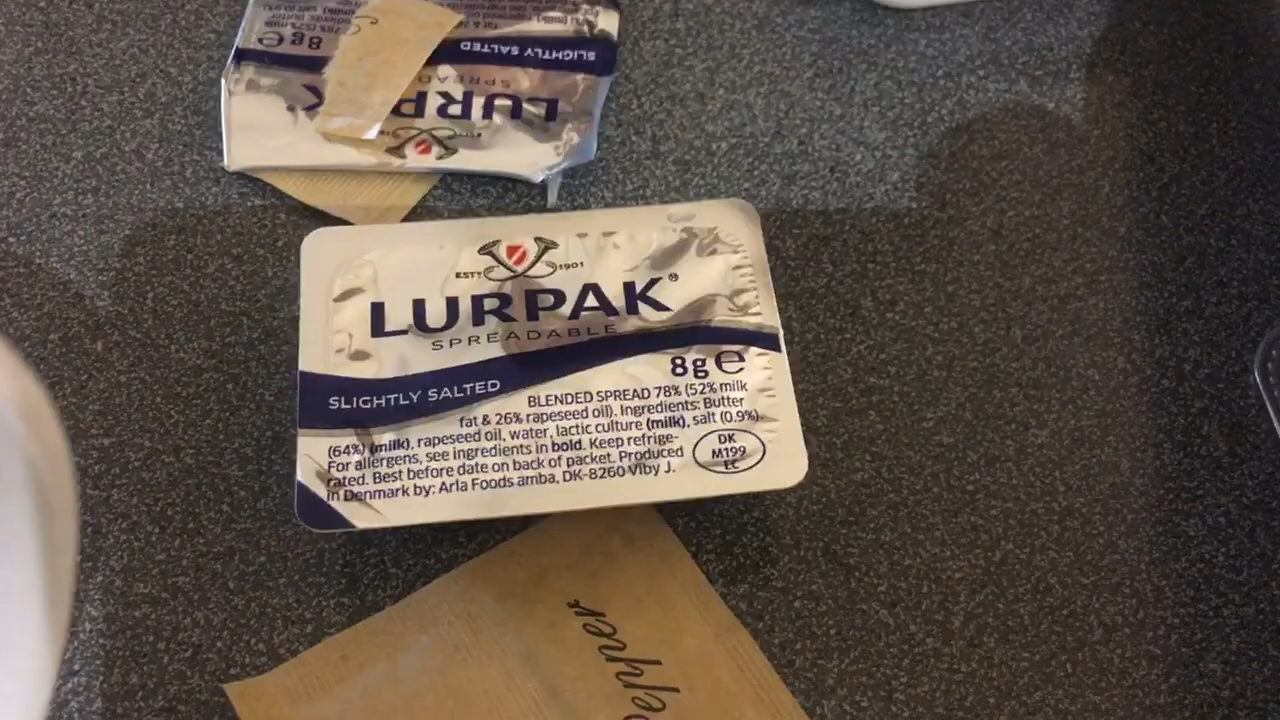 8g e
SLIGHTLY SALTED
SPREAD
LURPAK
EST. 1901
LURPAK®
SPREADABLE
8g e
SLIGHTLY SALTED
BLENDED SPREAD 78% (52% milk
fat & 26% rapeseed oil). Ingredients: Butter
(64%) (milk), rapeseed oil, water, lactic culture (milk), salt (0.9%).
For allergens, see ingredients in bold. Keep refrige-
rated. Best before date on back of packet. Produced
in Denmark by: Arla Foods amba, DK-8260 Viby J.
DK
M199
EC
epper